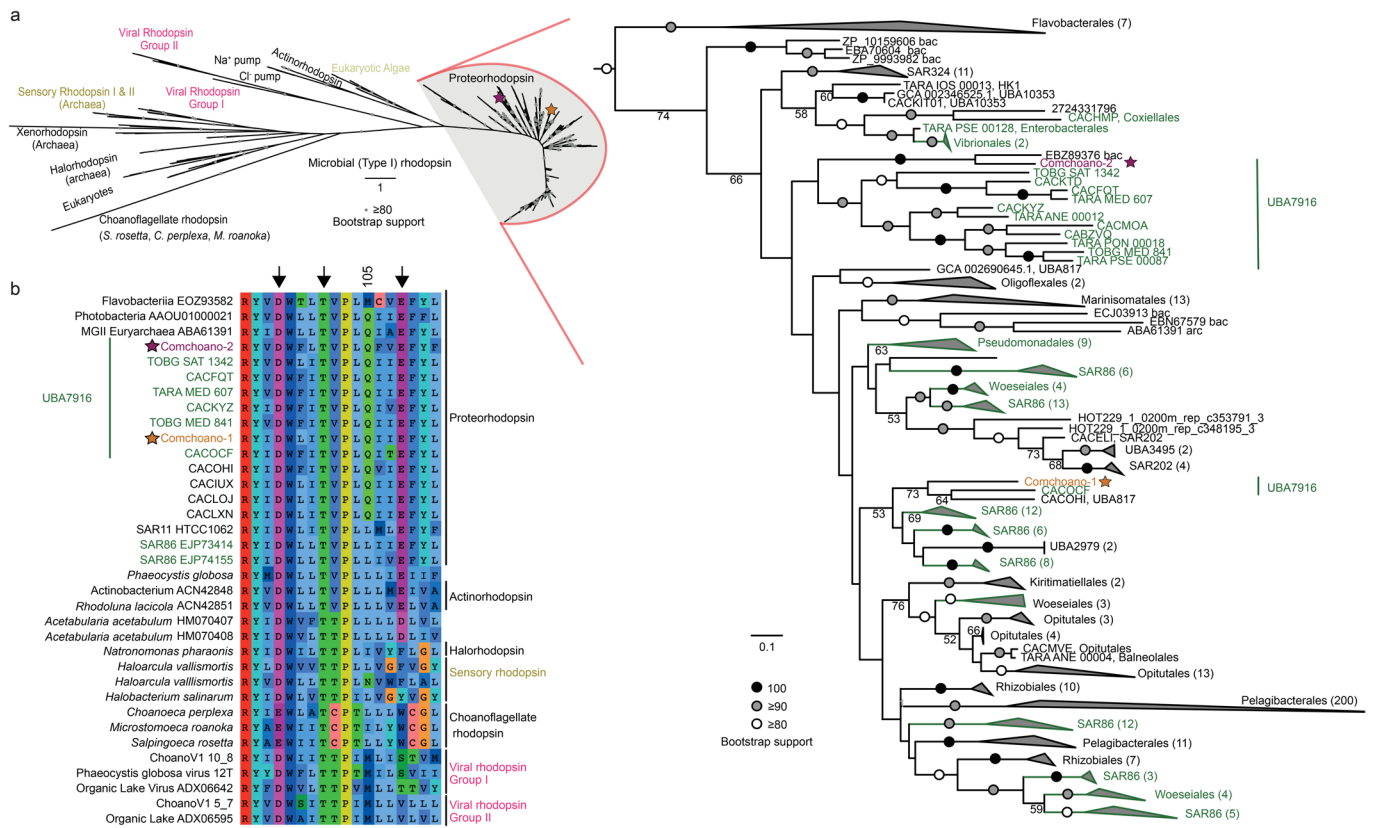 a
Viral Rhodopsin
Group II
Na⁺ pump
Cl⁻ pump
Actinorhodopsin
Eukaryotic Algae
Proteorhodopsin
Sensory Rhodopsin I & II
(Archaea)
Viral Rhodopsin
Group I
Xenorhodopsin
(Archaea)
Halorhodopsin
(archaea)
Eukaryotes
Microbial (Type I) rhodopsin
1
≥80
Bootstrap support
Choanoflagellate rhodopsin
(S. rosetta, C. perplexa, M. roanoka)
b
105
Flavobacteriia EOZ93582 RYVDWTLTVPLMCVEFYL
Photobacteria AAOU01000021 RYIDWLLTVPLQIIEFFL
MGII Euryarchaea ABA61391 RYIDWLLTVPLQIAEFYL
Comchoano-2
TOBG SAT 1342
CACFQT
TARA MED 607
CACKYZ
TOBG MED 841
Comchoano-1
CACOCF
UBA7916
CACOHI
CACIUX
CACLOJ
CACLXN
SAR11 HTCC1062 RYIDWLLTVPLLMLEFYF
SAR86 EJP73414
SAR86 EJP74155
Phaeocystis globosa
Actinobacterium ACN42848
Rhodoluna lacicola ACN42851
Acetabularia acetabulum HM070407
Acetabularia acetabulum HM070408
Natronomonas pharaonis
Haloarcula vallismortis
Haloarcula valllismortis
Halobacterium salinarum
Choanoeca perplexa
Microstomoeca roanoka
Salpingoeca rosetta
ChoanoV1 10_8
Phaeocystis globosa virus 12T
Organic Lake Virus ADX06642
ChoanoV1 5_7
Organic Lake ADX06595
Proteorhodopsin
Actinorhodopsin
Halorhodopsin
Sensory rhodopsin
Choanoflagellate
rhodopsin
Viral rhodopsin
Group I
Viral rhodopsin
Group II
Flavobacterales (7)
ZP_10159606 bac
EBA70604_bac
ZP_9993982 bac
SAR324 (11)
TARA IOS 00013, HK1
60
GCA 002346525.1, UBA10353
CACKIT01, UBA10353
74
58
2724331796
CACHMP, Coxiellales
TARA PSE 00128, Enterobacterales
Vibrionales (2)
EBZ89376 bac
Comchoano-2
66
TOBG SAT 1342
CACKTD
CACFQT
TARA MED 607
UBA7916
CACKYZ
TARA ANE 00012
CACMOA
CABZVQ
TARA PON 00018
TOBG MED 841
TARA PSE 00087
GCA 002690645.1, UBA817
Oligoflexales (2)
Marinisomatales (13)
ECJ03913 bac
EBN67579 bac
ABA61391 arc
Pseudomonadales (9)
63
SAR86 (6)
Woeseiales (4)
SAR86 (13)
53
HOT229_1_0200m_rep_c353791_3
HOT229_1_0200m_rep_c348195_3
CACELI, SAR202
73
UBA3495 (2)
68
SAR202 (4)
Comchoano-1
73
CACOCF
UBA7916
64
CACOHI, UBA817
53
SAR86 (12)
69
SAR86 (6)
UBA2979 (2)
SAR86 (8)
Kiritimatiellales (2)
76
Woeseiales (3)
Opitutales (3)
52
66
Opitutales (4)
CACMVE, Opitutales
TARA ANE 00004, Balneolales
Opitutales (13)
0.1
100
≥90
≥80
Bootstrap support
Rhizobiales (10)
Pelagibacterales (200)
SAR86 (12)
Pelagibacterales (11)
Rhizobiales (7)
SAR86 (3)
Woeseiales (4)
59
SAR86 (5)